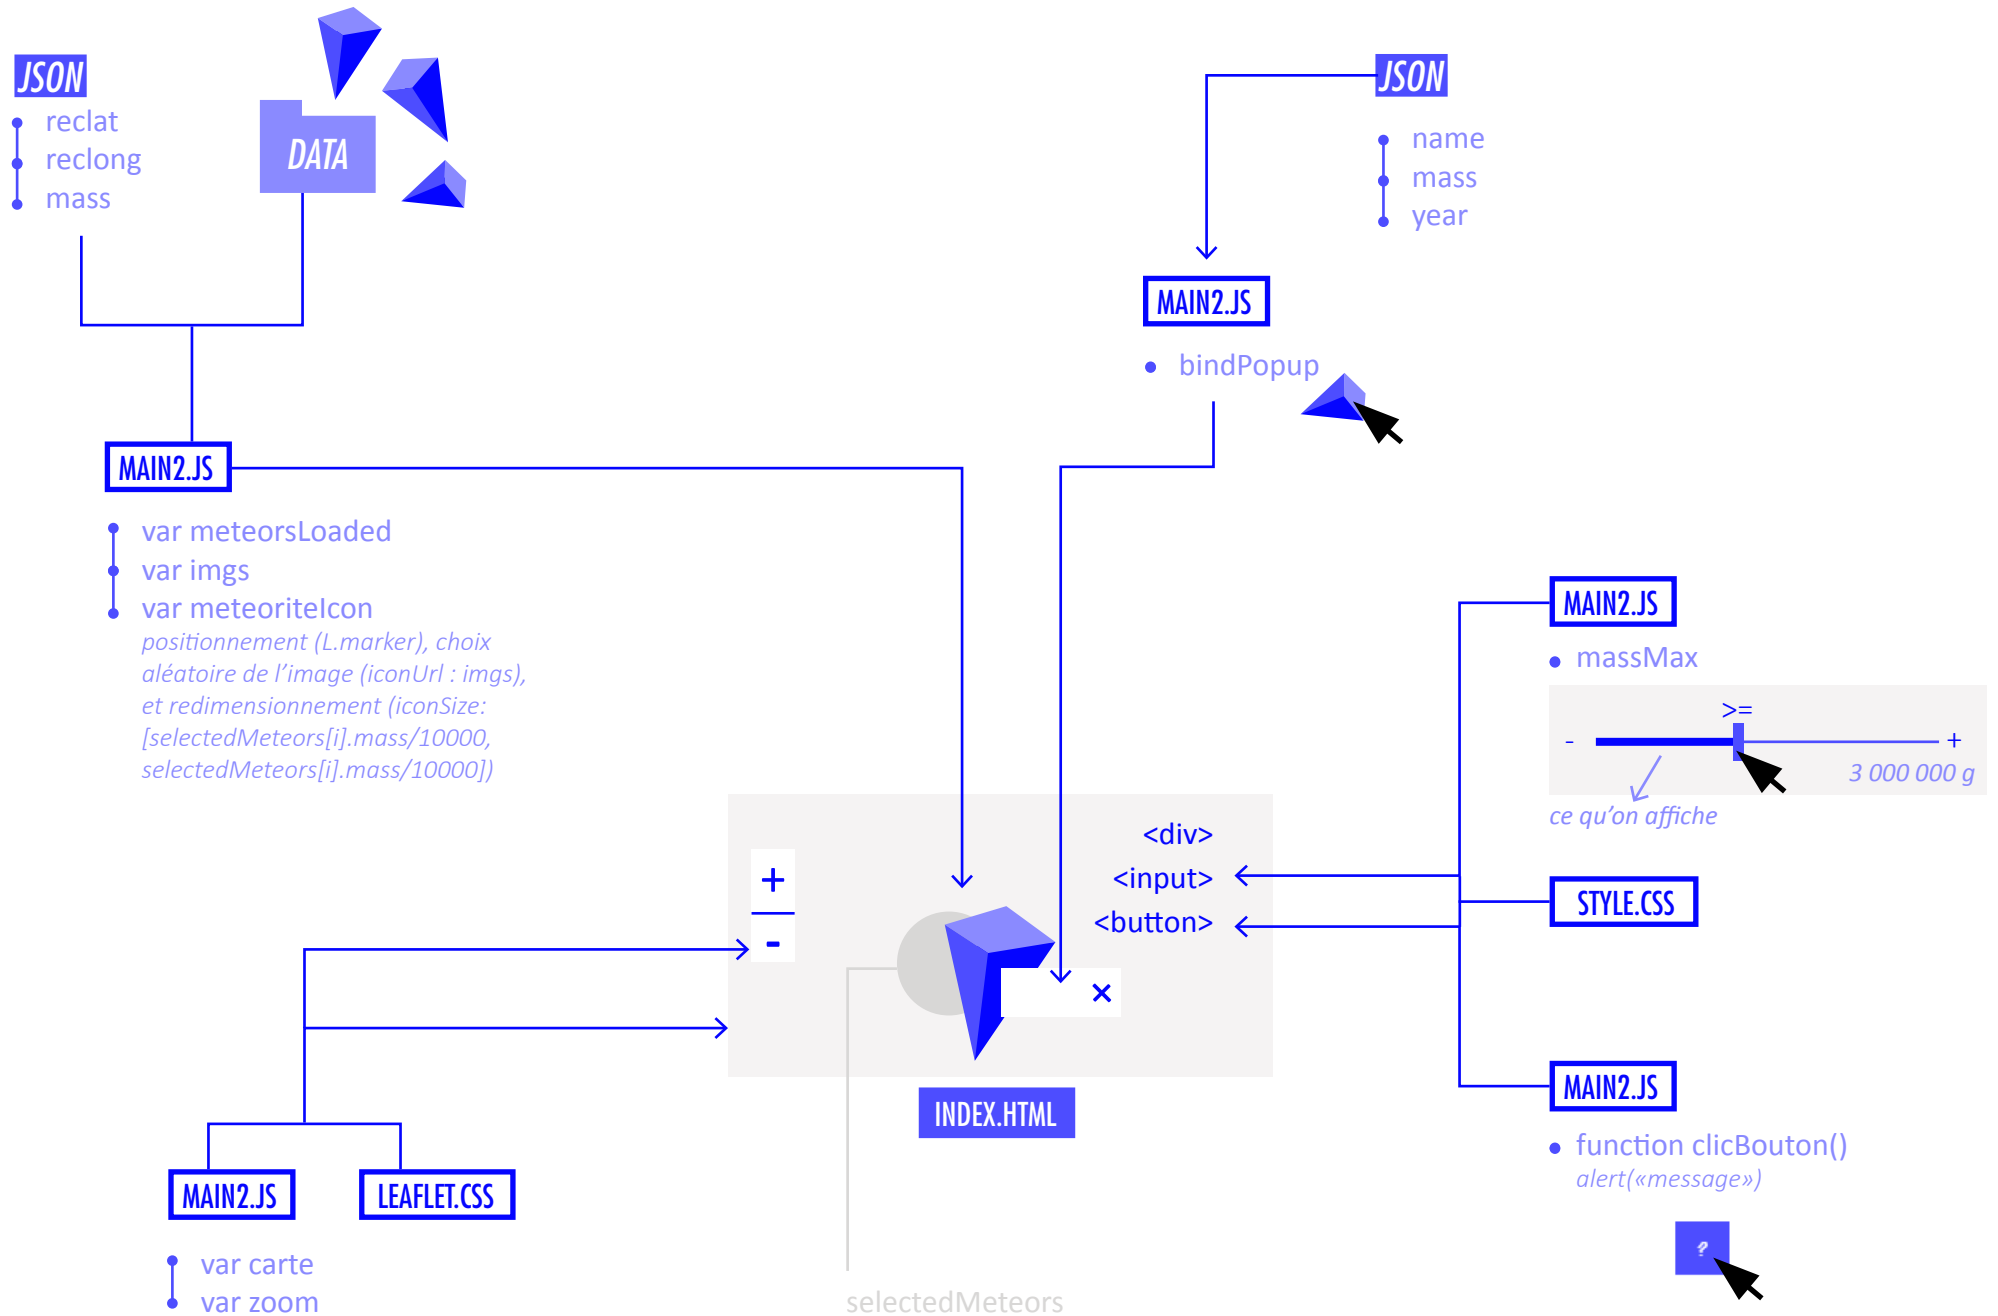 JSON
reclat
reclong
mass
DATA
JSON
name
mass
year
MAIN2.JS
bindPopup
MAIN2.JS
var meteorsLoaded
var imgs
var meteoriteIcon
positionnement (L.marker), choix
aléatoire de l'image (iconUrl : imgs),
et redimensionnement (iconSize:
[selectedMeteors[i].mass/10000,
selectedMeteors[i].mass/10000])
MAIN2.JS
massMax
>=
- +
3 000 000 g
ce qu'on affiche
<div>
<input>
<button>
+
-
×
STYLE.CSS
INDEX.HTML
MAIN2.JS
function clicBouton()
alert(«message»)
?
MAIN2.JS
LEAFLET.CSS
var carte
var zoom
selectedMeteors